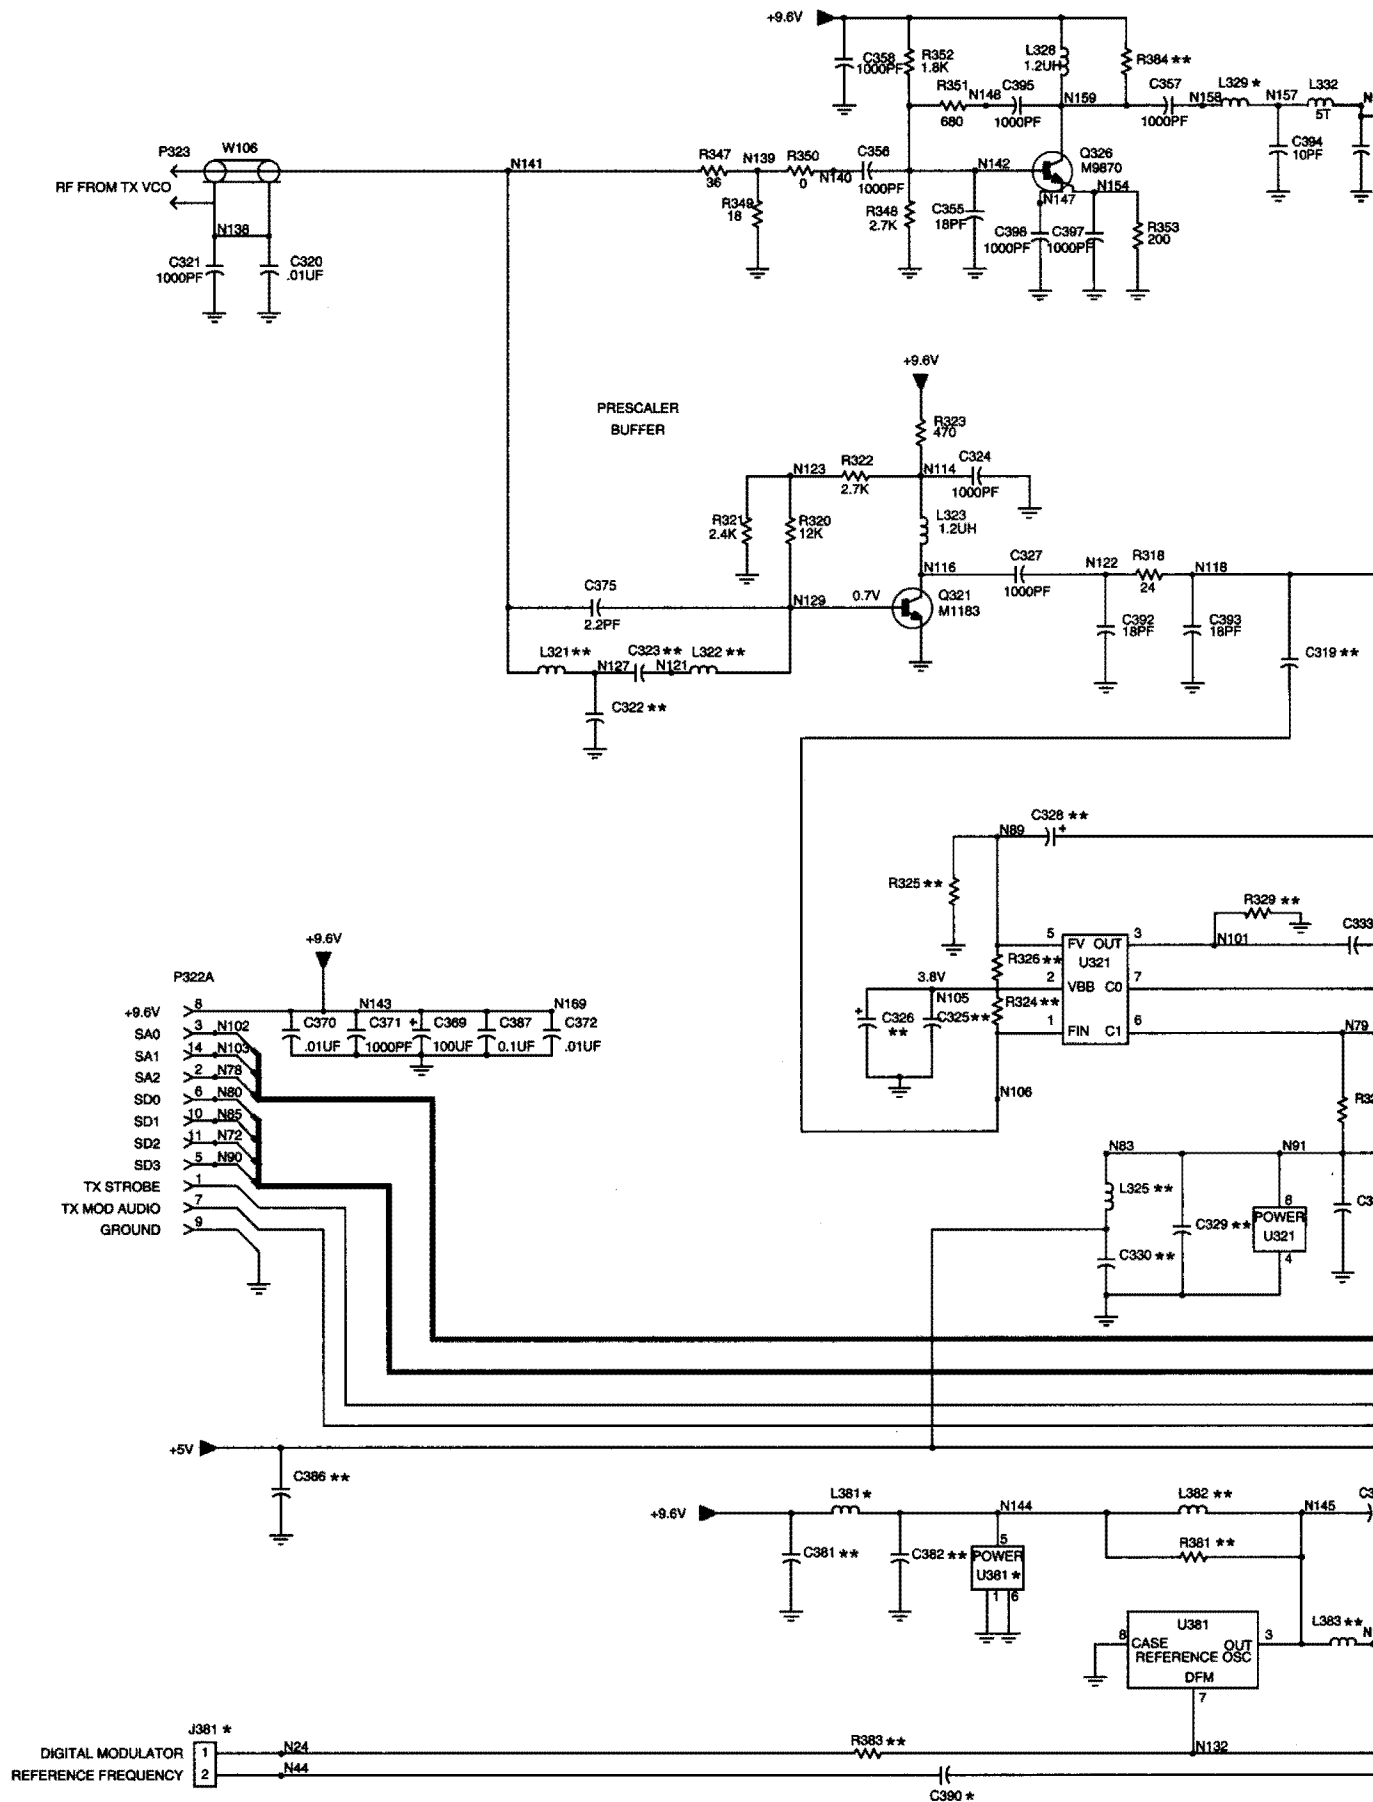 +9.6V
C358
1000PF
R352
1.8K
L328
1.2UH
R384 **
R351
680
N148
C395
1000PF
N159
C357
1000PF
N158
L329 *
N157
L332
5T
C394
10PF
P323
W106
RF FROM TX VCO
N138
C321
1000PF
C320
.01UF
N141
R347
36
N139
R350
0
N140
C356
1000PF
R349
18
R348
2.7K
N142
C355
18PF
Q326
M9870
N147
N154
C398
1000PF
C397
1000PF
R353
200
+9.6V
PRESCALER
BUFFER
R323
470
N123
R322
2.7K
N114
C324
1000PF
R321
2.4K
R320
12K
L323
1.2UH
N116
C327
1000PF
N122
R318
24
N118
C375
2.2PF
N129
0.7V
Q321
M1183
C392
18PF
C393
18PF
C319 **
L321 **
N127
C323 **
N121
L322 **
C322 **
N89
C328 **
+
R325 **
R329 **
N101
C333
5
FV OUT
3
R326 **
U321
3.8V
2
VBB C0
7
N105
R324 **
+
C326
**
C325 **
1
FIN C1
6
N79
N106
+9.6V
P322A
+9.6V
8
N143
N169
C370
.01UF
C371
1000PF
+
C369
100UF
C387
0.1UF
C372
.01UF
SA0
3
N102
SA1
14
N103
SA2
2
N78
SD0
6
N80
SD1
10
N85
SD2
11
N72
SD3
5
N90
TX STROBE
1
TX MOD AUDIO
7
GROUND
9
N83
N91
L325 **
C329 **
C330 **
8
POWER
U321
4
+5V
C386 **
+9.6V
L381 *
N144
L382 **
N145
C381 **
C382 **
5
POWER
U381 *
1
6
R381 **
U381
8
CASE
OUT
3
REFERENCE OSC
DFM
7
L383 **
J381 *
DIGITAL MODULATOR
1
N24
R383 **
N132
REFERENCE FREQUENCY
2
N44
C390 *